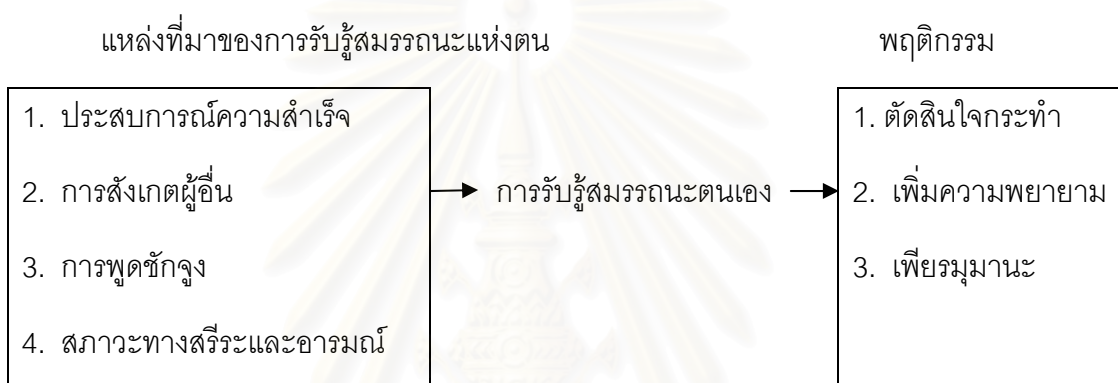 แหล่งที่มาของการรับรู้สมรรถนะแห่งตน
พฤติกรรม
1. ประสบการณ์ความสำเร็จ
2. การสังเกตผู้อื่น
3. การพูดชักจูง
4. สภาวะทางสรีระและอารมณ์
การรับรู้สมรรถนะตนเอง
1. ตัดสินใจกระทำ
2. เพิ่มความพยายาม
3. เพียรมุมานะ